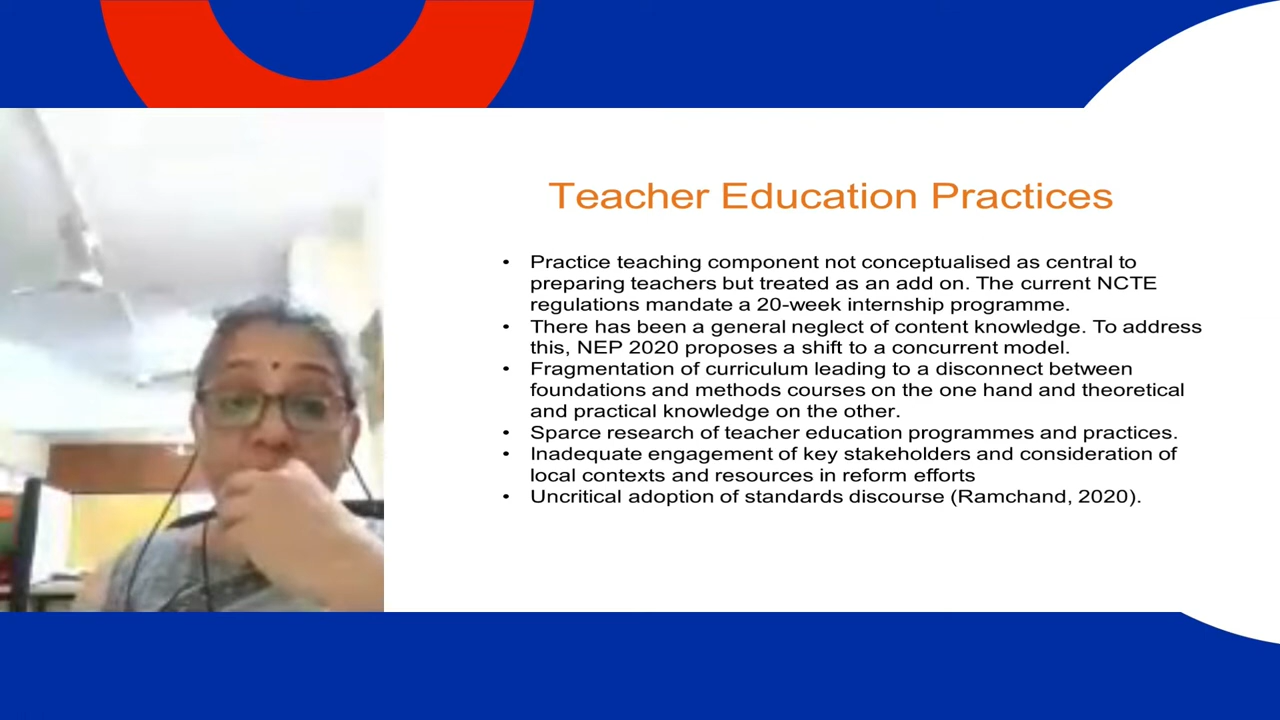 Teacher Education Practices
• Practice teaching component not conceptualised as central to
preparing teachers but treated as an add on. The current NCTE
regulations mandate a 20-week internship programme.
• There has been a general neglect of content knowledge. To address
this, NEP 2020 proposes a shift to a concurrent model.
• Fragmentation of curriculum leading to a disconnect between
foundations and methods courses on the one hand and theoretical
and practical knowledge on the other.
• Sparce research of teacher education programmes and practices.
• Inadequate engagement of key stakeholders and consideration of
local contexts and resources in reform efforts
• Uncritical adoption of standards discourse (Ramchand, 2020).